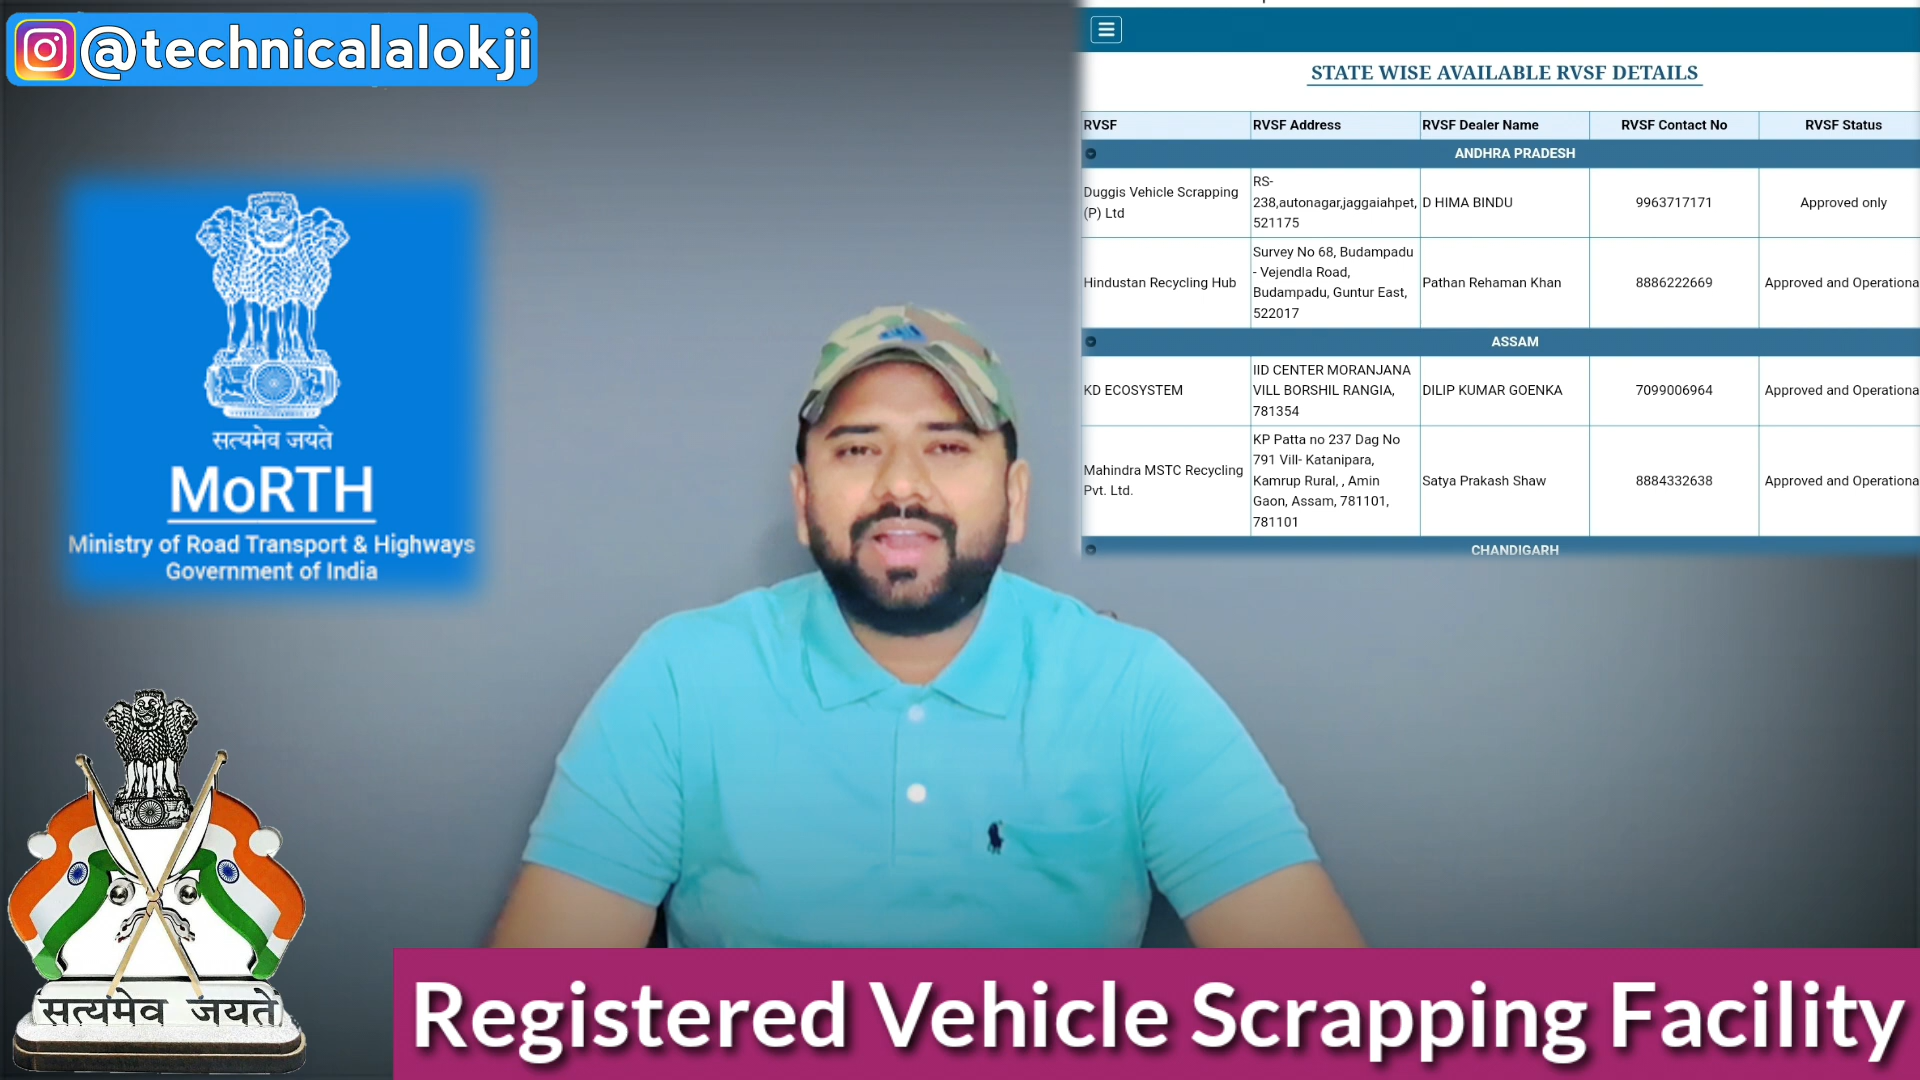 @technicalalokji
सत्यमेव जयते
MoRTH
Ministry of Road Transport & Highways
Government of India
सत्यमेव जयते
STATE WISE AVAILABLE RVSF DETAILS
RVSF RVSF Address RVSF Dealer Name RVSF Contact No RVSF Status
ANDHRA PRADESH
Duggis Vehicle Scrapping
(P) Ltd
RS-
238,autonagar,jaggaiahpet,
521175
D HIMA BINDU
9963717171
Approved only
Hindustan Recycling Hub
Survey No 68, Budampadu
- Vejendla Road,
Budampadu, Guntur East,
522017
Pathan Rehaman Khan
8886222669
Approved and Operationa
ASSAM
KD ECOSYSTEM
IID CENTER MORANJANA
VILL BORSHIL RANGIA,
781354
DILIP KUMAR GOENKA
7099006964
Approved and Operationa
Mahindra MSTC Recycling
Pvt. Ltd.
KP Patta no 237 Dag No
791 Vill- Katanipara,
Kamrup Rural, , Amin
Gaon, Assam, 781101,
781101
Satya Prakash Shaw
8884332638
Approved and Operationa
CHANDIGARH
Registered Vehicle Scrapping Facility